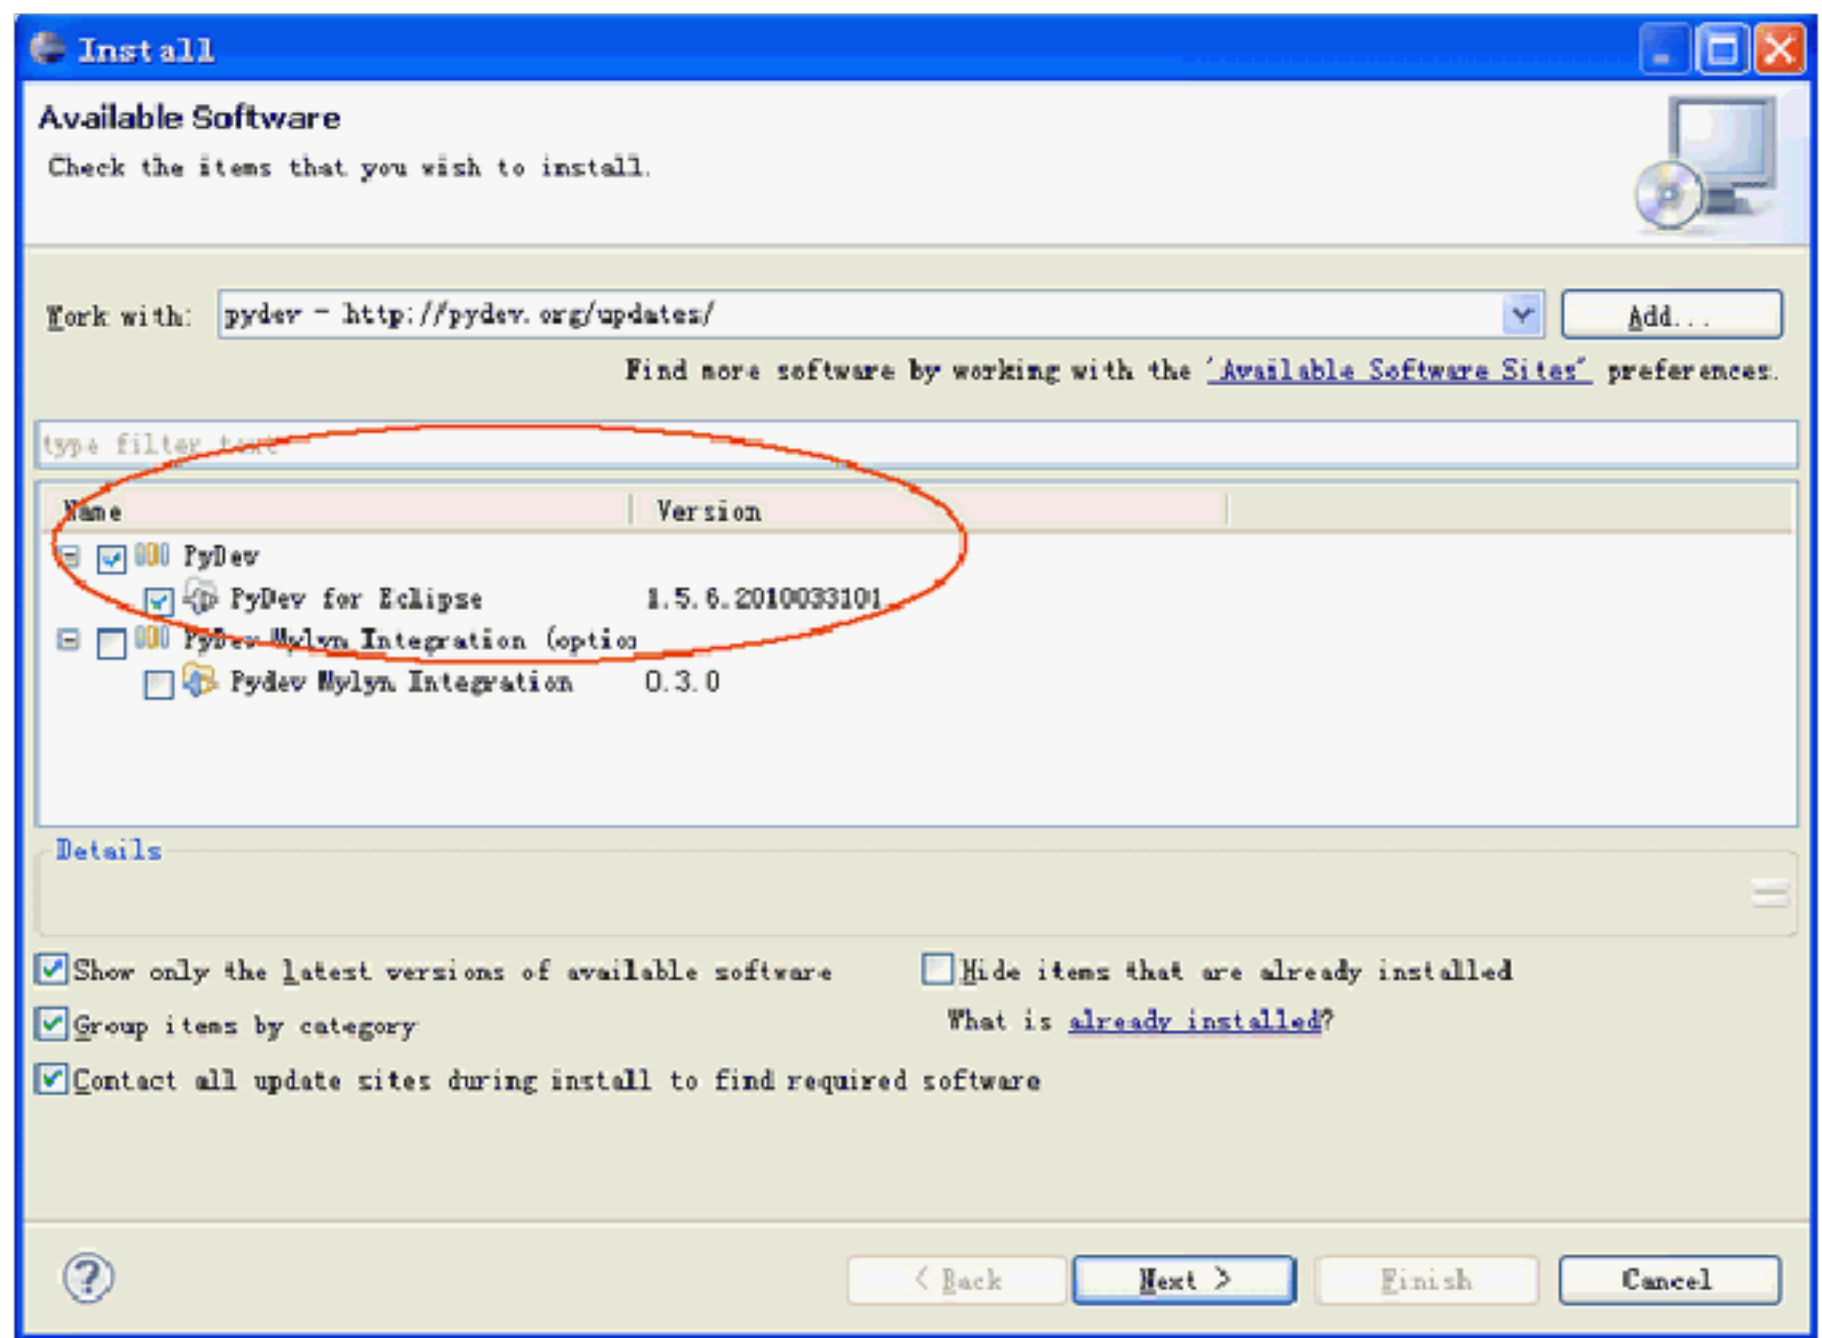 Install
Available Software
Check the items that you wish to install.
Work with: pydev - http://pydev.org/updates/ Add...
Find more software by working with the 'Available Software Sites' preferences.
type filter text
Name Version
PyDev
PyDev for Eclipse 1.5.6.2010033101
PyDev Mylyn Integration (optio
Pydev Mylyn Integration 0.3.0
Details
Show only the latest versions of available software Hide items that are already installed
Group items by category What is already installed?
Contact all update sites during install to find required software
? < Back Next > Finish Cancel